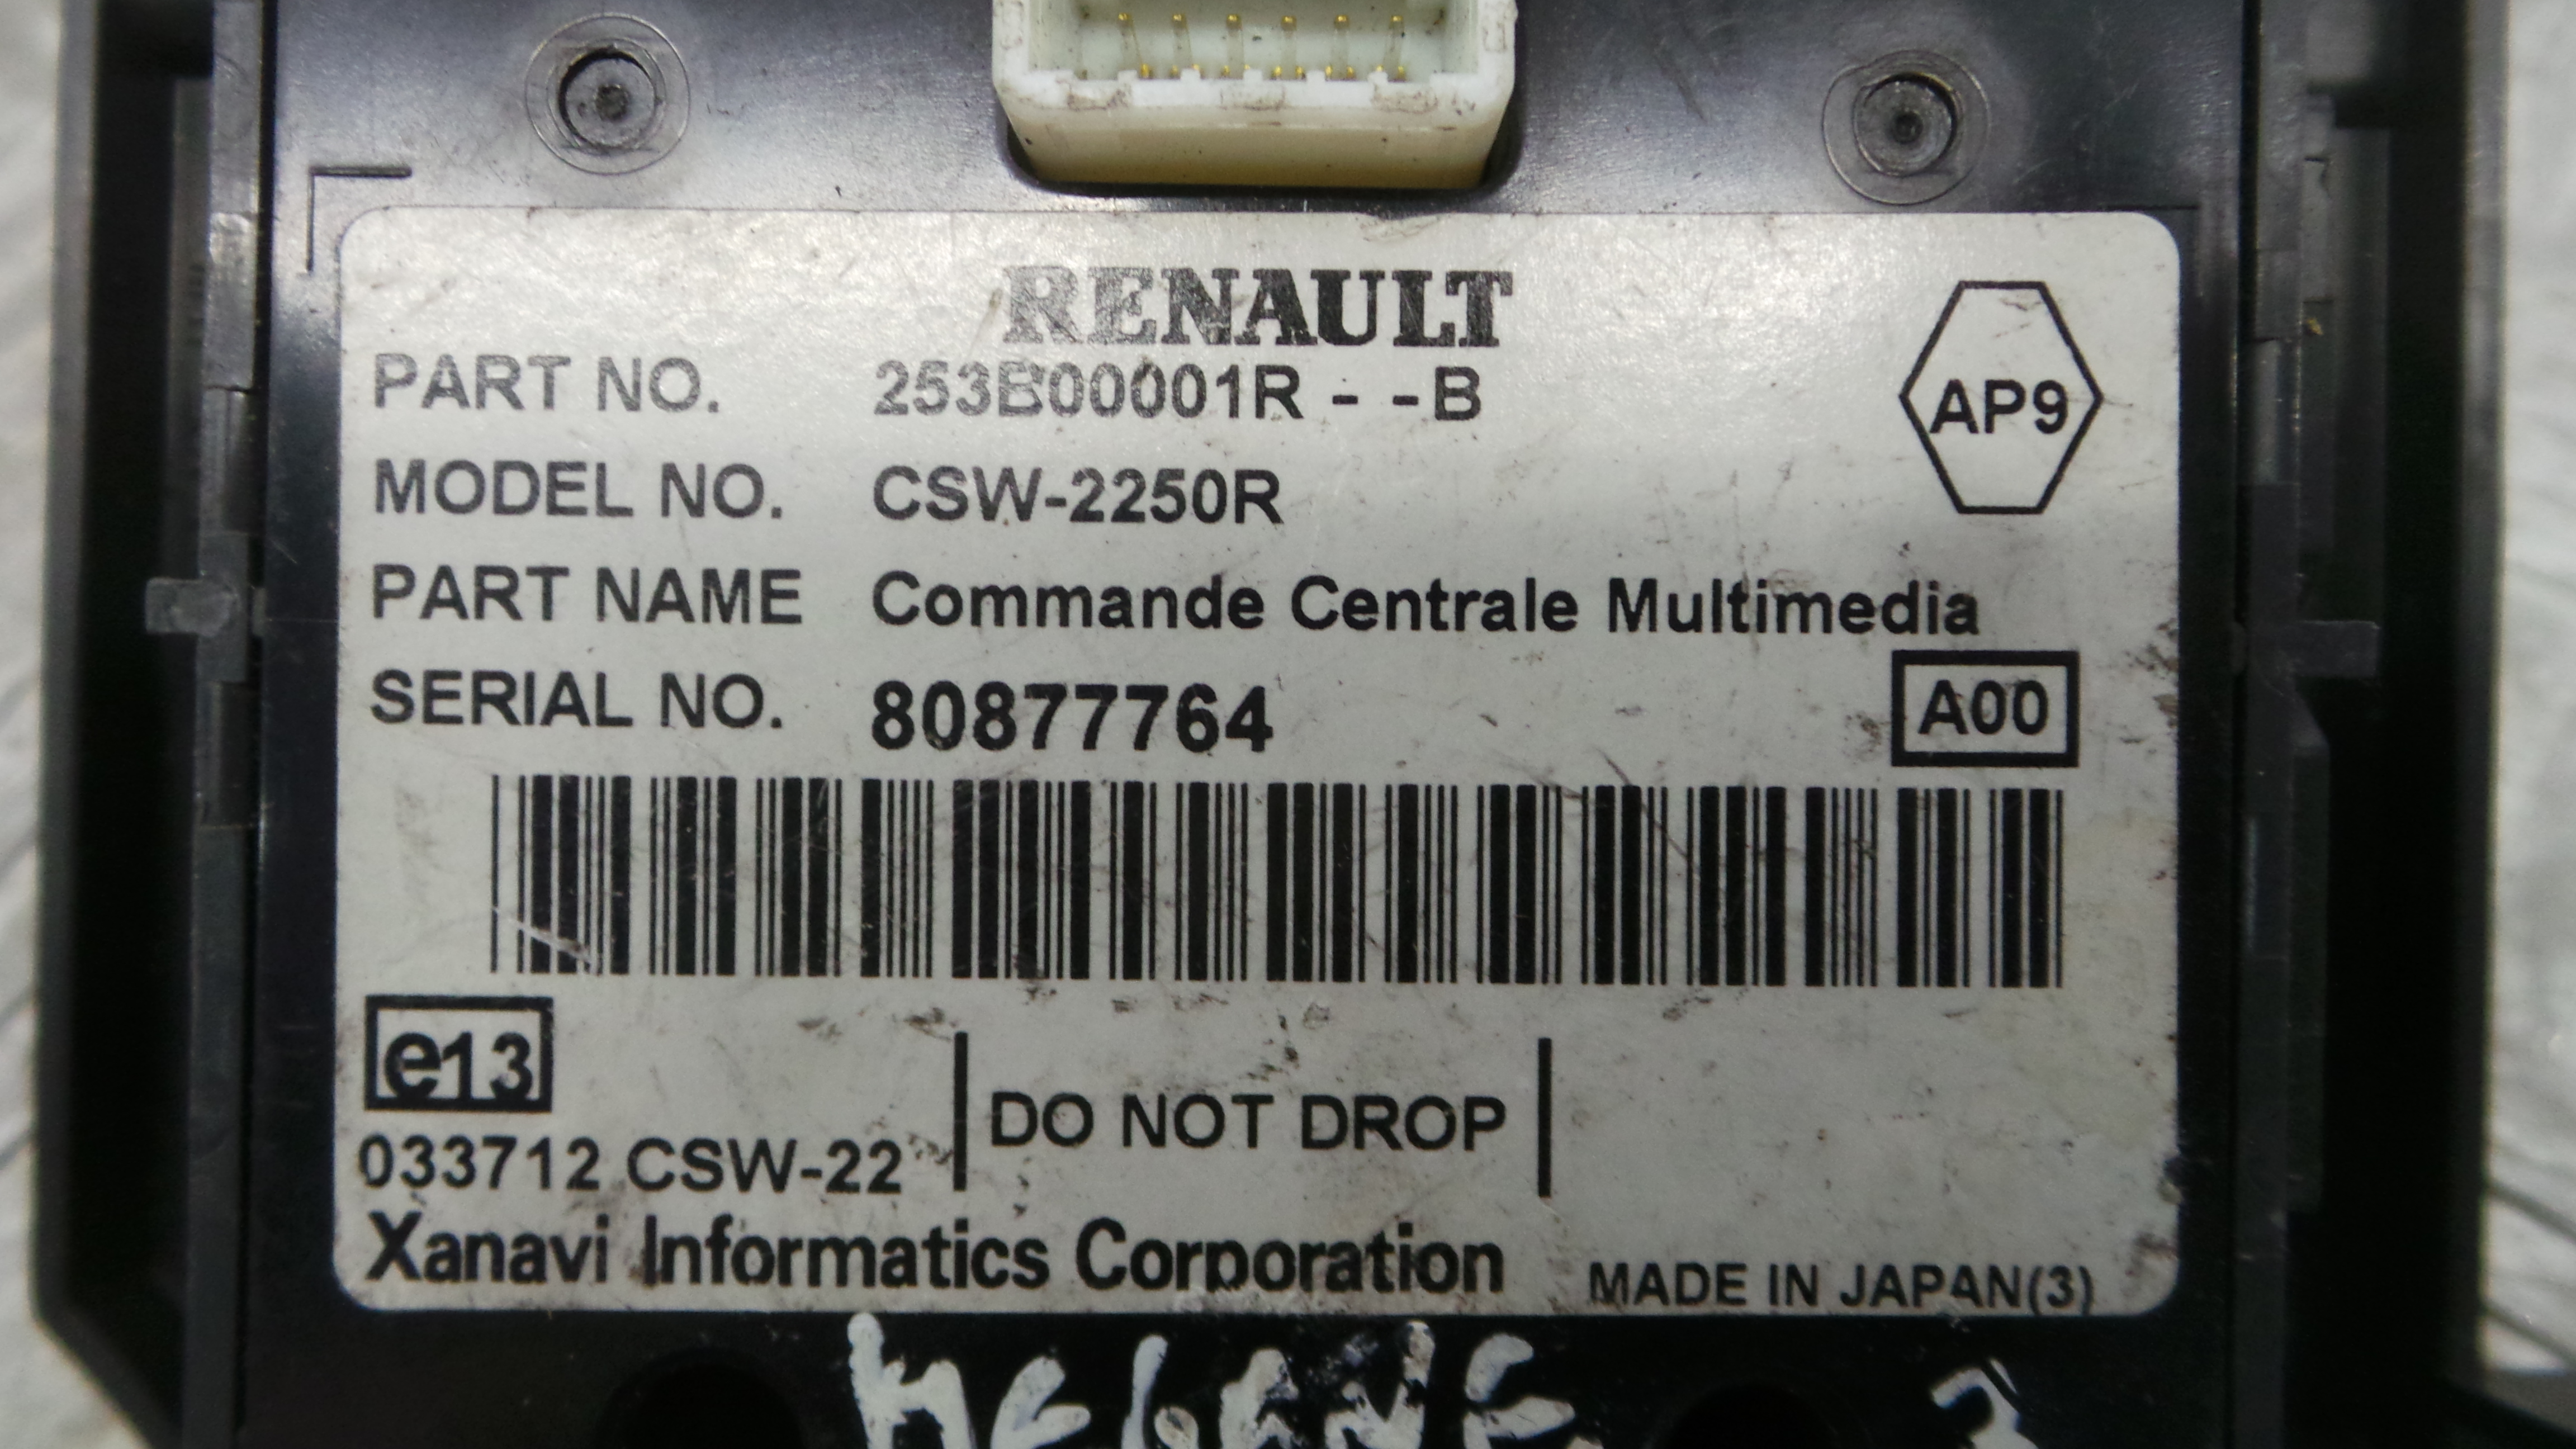 RENAULT
PART NO. 253B00001R - -B
AP9
MODEL NO. CSW-2250R
PART NAME Commande Centrale Multimedia
SERIAL NO. 80877764
A00
e13
033712 CSW-22
DO NOT DROP
Xanavi Informatics Corporation
MADE IN JAPAN(3)
MEGANE